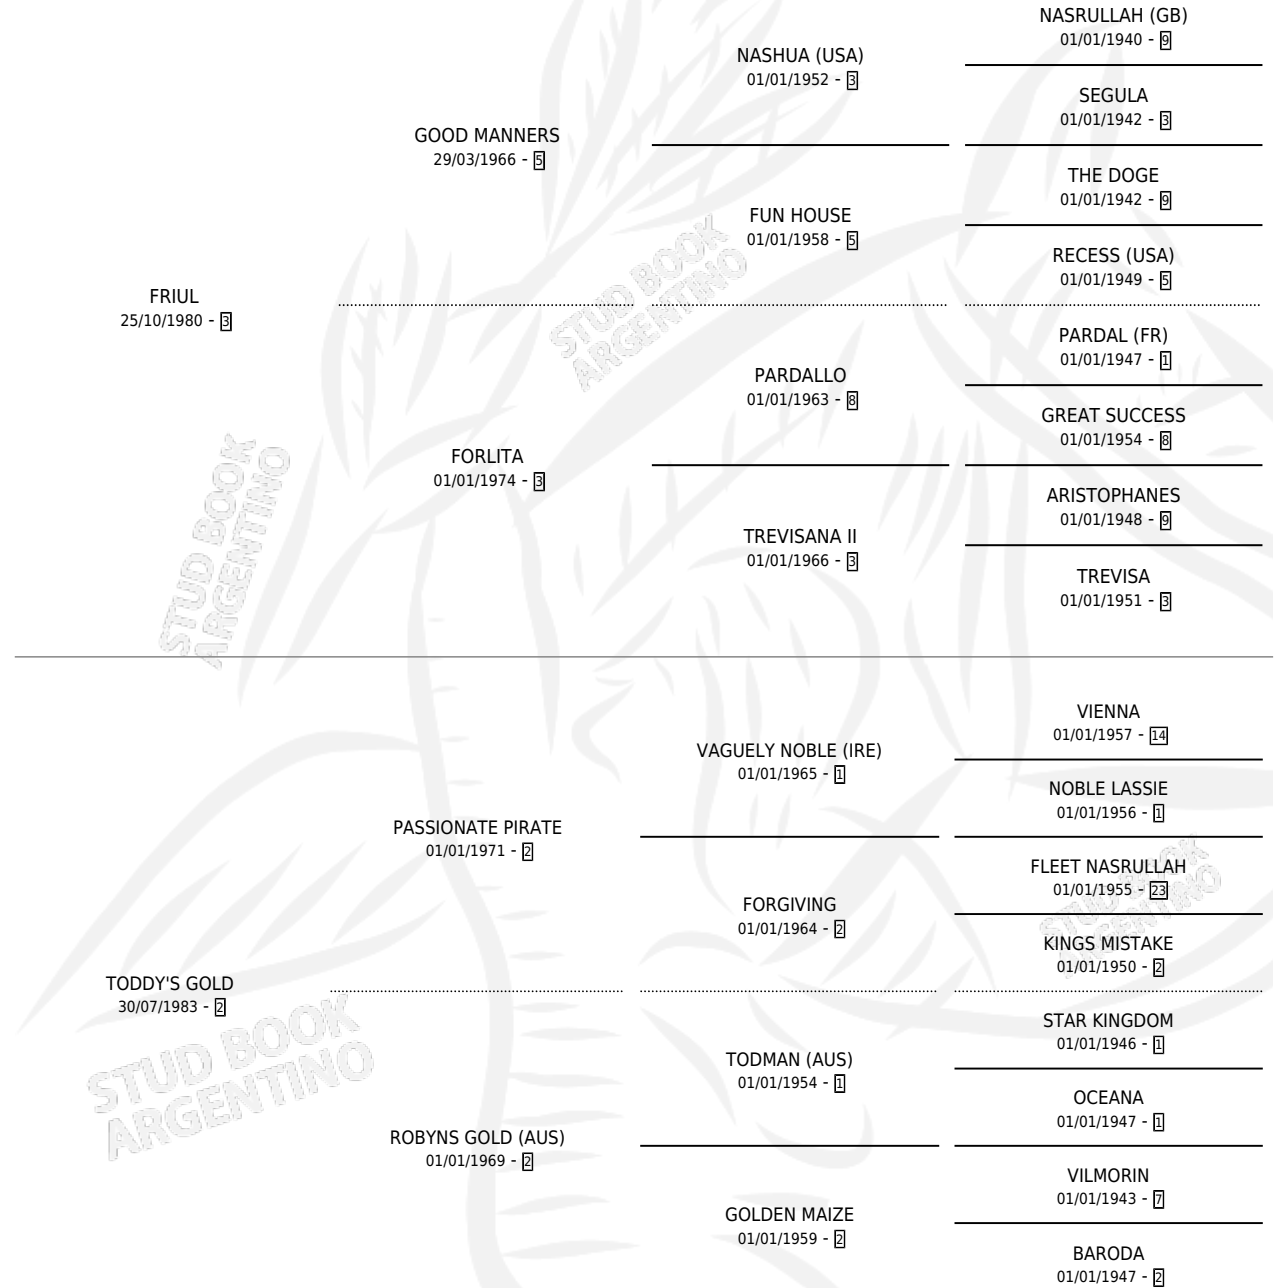 NASRULLAH (GB)
01/01/1940 - 9
NASHUA (USA)
01/01/1952 - 3
SEGULA
01/01/1942 - 3
GOOD MANNERS
29/03/1966 - 5
THE DOGE
01/01/1942 - 9
FUN HOUSE
01/01/1958 - 5
RECESS (USA)
01/01/1949 - 5
FRIUL
25/10/1980 - 3
PARDAL (FR)
01/01/1947 - 1
PARDALLO
01/01/1963 - 8
GREAT SUCCESS
01/01/1954 - 8
FORLITA
01/01/1974 - 3
ARISTOPHANES
01/01/1948 - 9
TREVISANA II
01/01/1966 - 3
TREVISA
01/01/1951 - 3
VIENNA
01/01/1957 - 14
VAGUELY NOBLE (IRE)
01/01/1965 - 1
NOBLE LASSIE
01/01/1956 - 1
PASSIONATE PIRATE
01/01/1971 - 2
FLEET NASRULLAH
01/01/1955 - 23
FORGIVING
01/01/1964 - 2
KINGS MISTAKE
01/01/1950 - 2
TODDY'S GOLD
30/07/1983 - 2
STAR KINGDOM
01/01/1946 - 1
TODMAN (AUS)
01/01/1954 - 1
OCEANA
01/01/1947 - 1
ROBYNS GOLD (AUS)
01/01/1969 - 2
VILMORIN
01/01/1943 - 7
GOLDEN MAIZE
01/01/1959 - 2
BARODA
01/01/1947 - 2
STUD BOOK
ARGENTINO
STUD BOOK
ARGENTINO
STUD BOOK
ARGENTINO
STUD BOOK
ARGENTINO